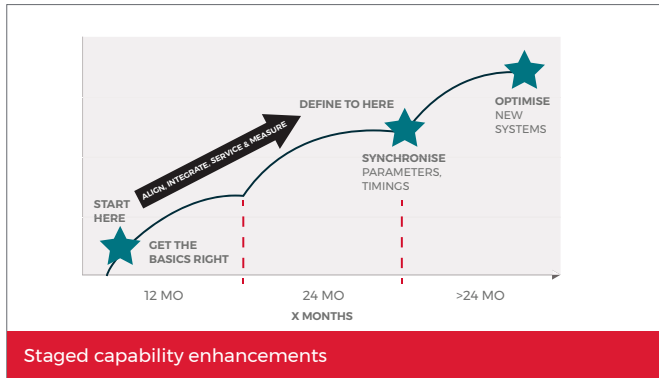 DEFINE TO HERE
OPTIMISE
NEW
SYSTEMS
ALIGN, INTEGRATE, SERVICE & MEASURE
SYNCHRONISE
PARAMETERS,
TIMINGS
START
HERE
GET THE
BASICS RIGHT
12 MO
24 MO
>24 MO
X MONTHS
Staged capability enhancements